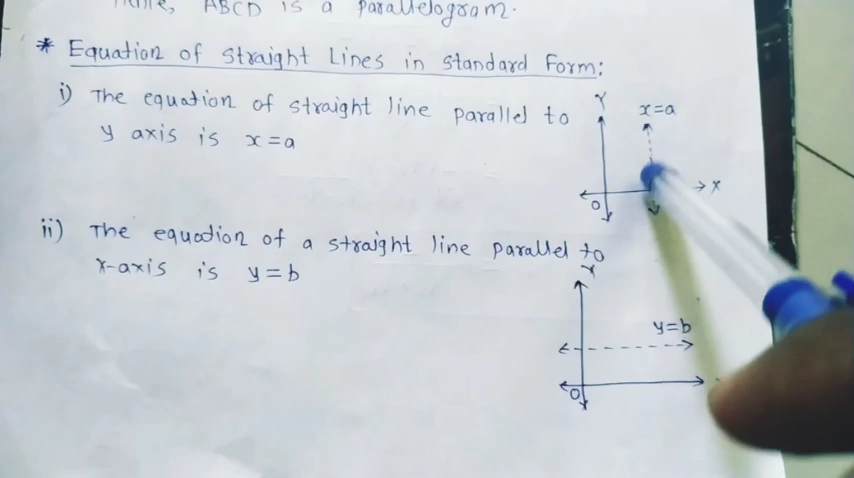 ABCD is a parallelogram.
* Equation of straight Lines in standard Form:
i) The equation of straight line parallel to
y axis is x=a
Y
x=a
O
→x
ii) The equation of a straight line parallel to
x-axis is y=b
y=b
O